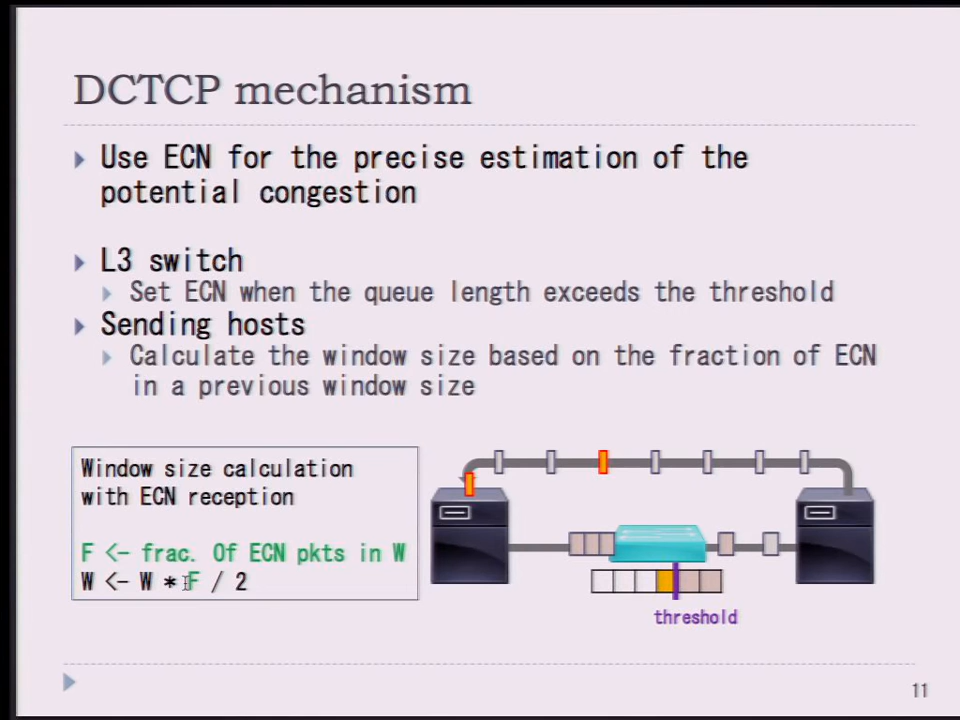 DCTCP mechanism
Use ECN for the precise estimation of the
potential congestion
L3 switch
Set ECN when the queue length exceeds the threshold
Sending hosts
Calculate the window size based on the fraction of ECN
in a previous window size
Window size calculation
with ECN reception
F <- frac. Of ECN pkts in W
W <- W * F / 2
threshold
11